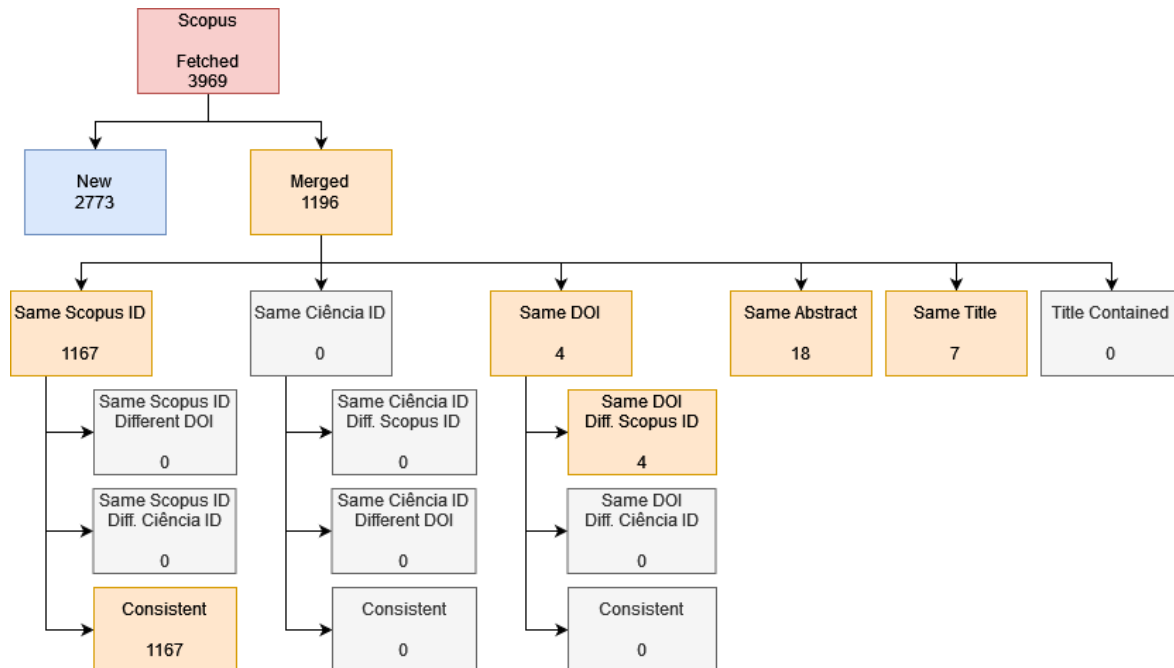 Scopus
Fetched
3969
New
2773
Merged
1196
Same Scopus ID
1167
Same Ciência ID
0
Same DOI
4
Same Abstract
18
Same Title
7
Title Contained
0
Same Scopus ID
Different DOI
0
Same Ciência ID
Diff. Scopus ID
0
Same DOI
Diff. Scopus ID
4
Same Scopus ID
Diff. Ciência ID
0
Same Ciência ID
Different DOI
0
Same DOI
Diff. Ciência ID
0
Consistent
1167
Consistent
0
Consistent
0